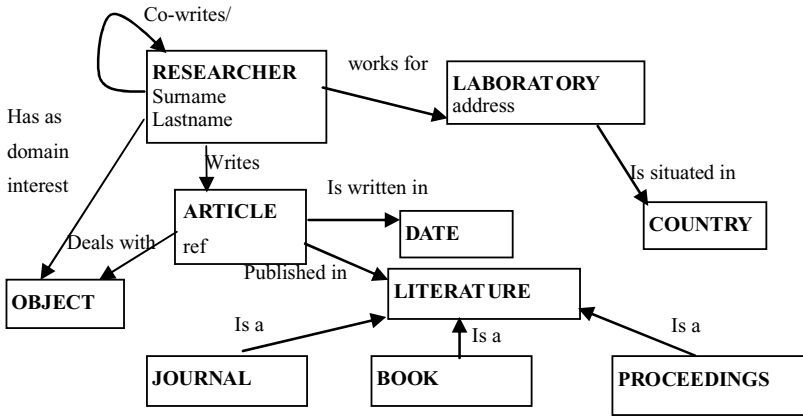 Co-writes/
RESEARCHER
Surname
Lastname
works for
LABORATORY
address
Has as
domain
interest
Writes
Is situated in
Is written in
ARTICLE
ref
COUNTRY
DATE
Deals with
Published in
OBJECT
LITERATURE
Is a
Is a
Is a
JOURNAL
BOOK
PROCEEDINGS